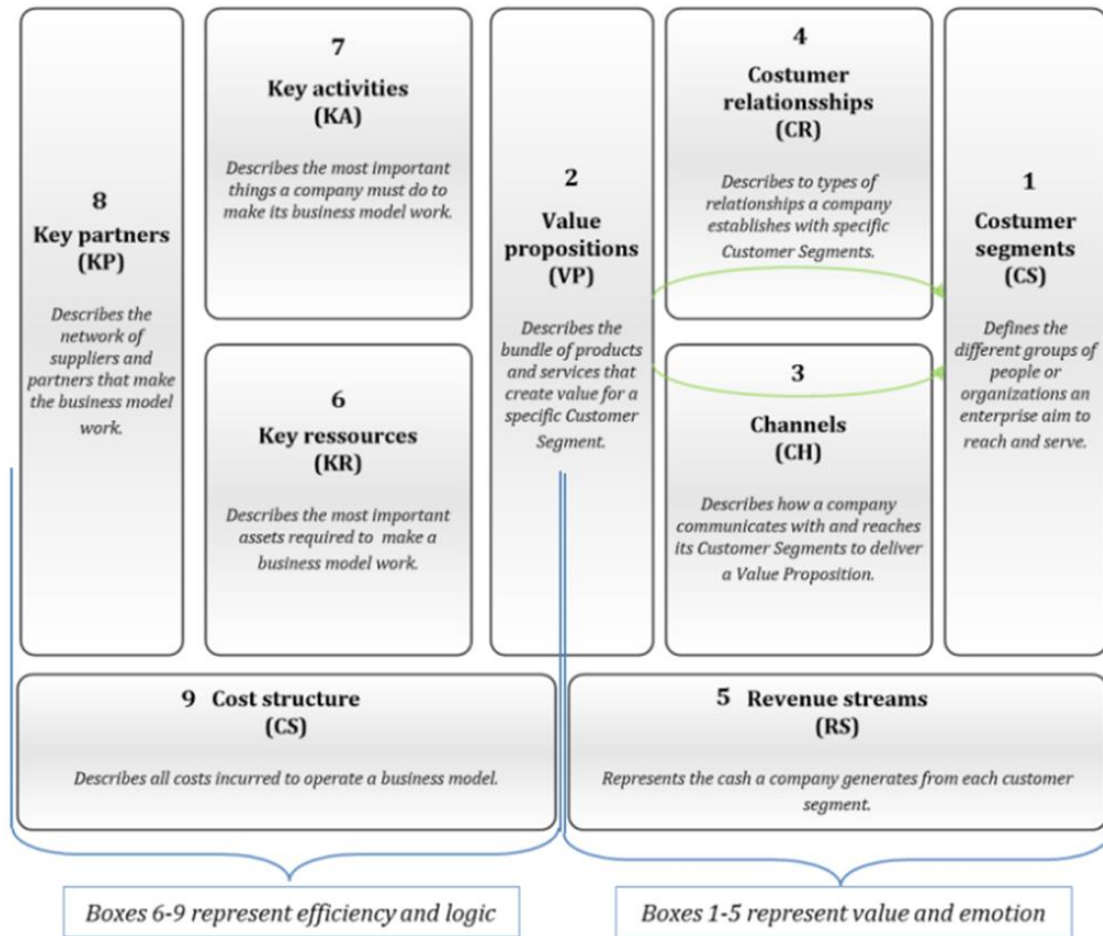 8
Key partners
(KP)
Describes the
network of
suppliers and
partners that make
the business model
work.
7
Key activities
(KA)
Describes the most important
things a company must do to
make its business model work.
6
Key ressources
(KR)
Describes the most important
assets required to make a
business model work.
2
Value
propositions
(VP)
Describes the
bundle of products
and services that
create value for a
specific Customer
Segment.
4
Costumer
relationsships
(CR)
Describes to types of
relationships a company
establishes with specific
Customer Segments.
3
Channels
(CH)
Describes how a company
communicates with and reaches
its Customer Segments to deliver
a Value Proposition.
1
Costumer
segments
(CS)
Defines the
different groups of
people or
organizations an
enterprise aim to
reach and serve.
9 Cost structure
(CS)
Describes all costs incurred to operate a business model.
5 Revenue streams
(RS)
Represents the cash a company generates from each customer
segment.
Boxes 6-9 represent efficiency and logic
Boxes 1-5 represent value and emotion